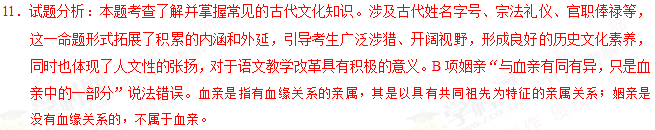 11．试题分析：本题考查了解并掌握常见的古代文化知识。涉及古代姓名字号、宗法礼仪、官职俸禄等，
这一命题形式拓展了积累的内涵和外延，引导考生广泛涉猎、开阔视野，形成良好的历史文化素养，
同时也体现了人文性的张扬，对于语文教学改革具有积极的意义。B项姻亲“与血亲有同有异，只是血
亲中的一部分”说法错误。血亲是指有血缘关系的亲属，其是以具有共同祖先为特征的亲属关系；姻亲是
没有血缘关系的，不属于血亲。